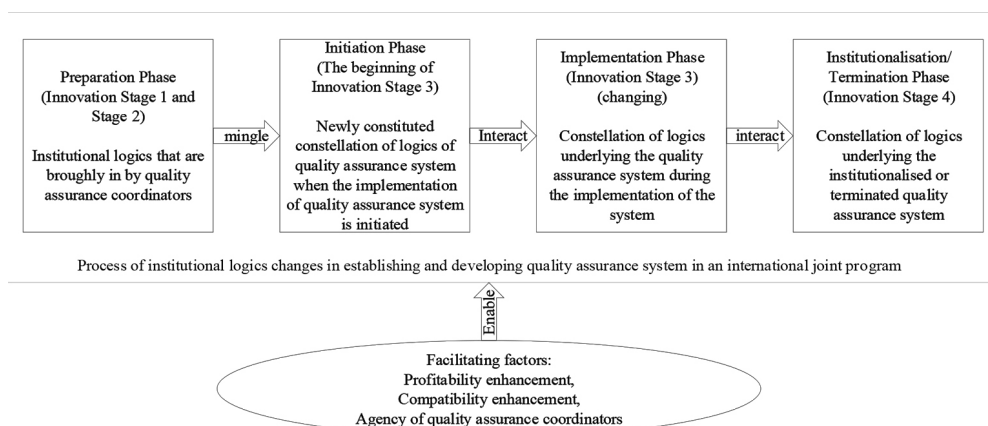 Preparation Phase
(Innovation Stage 1 and
Stage 2)
Institutional logics that are
broughly in by quality
assurance coordinators
mingle
Initiation Phase
(The beginning of
Innovation Stage 3)
Newly constituted
constellation of logics of
quality assurance system
when the implementation
of quality assurance system
is initiated
Interact
Implementation Phase
(Innovation Stage 3)
(changing)
Constellation of logics
underlying the quality
assurance system during
the implementation of the
system
interact
Institutionalisation/
Termination Phase
(Innovation Stage 4)
Constellation of logics
underlying the
institutionalised or
terminated quality
assurance system
Process of institutional logics changes in establishing and developing quality assurance system in an international joint program
Enable
Facilitating factors:
Profitability enhancement,
Compatibility enhancement,
Agency of quality assurance coordinators